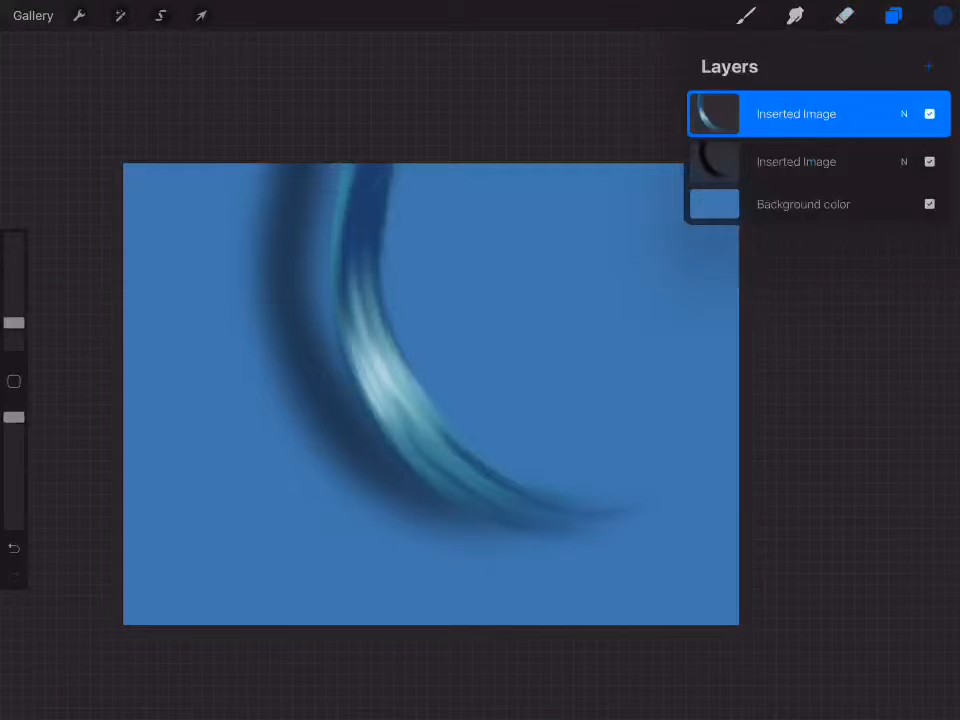 Gallery
Layers
Inserted Image N
Inserted Image N
Background color